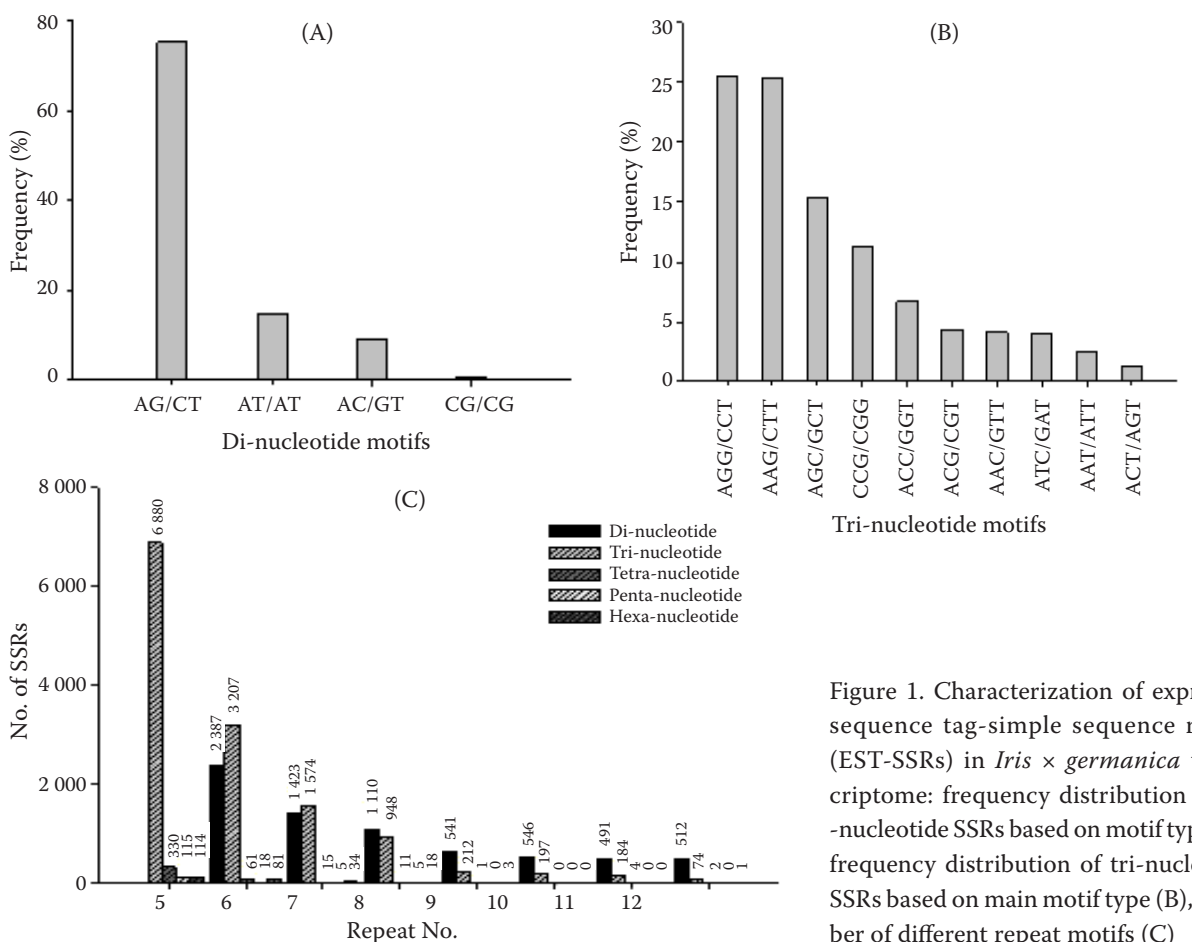 (A)
80
60
40
20
0
Frequency (%)
AG/CT AT/AT AC/GT CG/CG
Di-nucleotide motifs
(B)
30
25
20
15
10
5
0
Frequency (%)
AGG/CCT
AAG/CTT
AGC/GCT
CCG/CGG
ACC/GGT
ACG/CGT
AAC/GTT
ATC/GAT
AAT/ATT
ACT/AGT
Tri-nucleotide motifs
(C)
8 000
6 000
4 000
2 000
0
No. of SSRs
6 880
330
115
114
2 387
3 207
61
18
81
1 423
1 574
15
5
34
1 110
948
11
5
18
541
212
1
0
3
546
197
0
0
0
491
184
4
0
0
512
74
2
0
1
5 6 7 8 9 10 11 12
Repeat No.
Di-nucleotide
Tri-nucleotide
Tetra-nucleotide
Penta-nucleotide
Hexa-nucleotide
Figure 1. Characterization of expr
sequence tag-simple sequence r
(EST-SSRs) in Iris × germanica
criptome: frequency distribution
-nucleotide SSRs based on motif typ
frequency distribution of tri-nucle
SSRs based on main motif type (B),
ber of different repeat motifs (C)